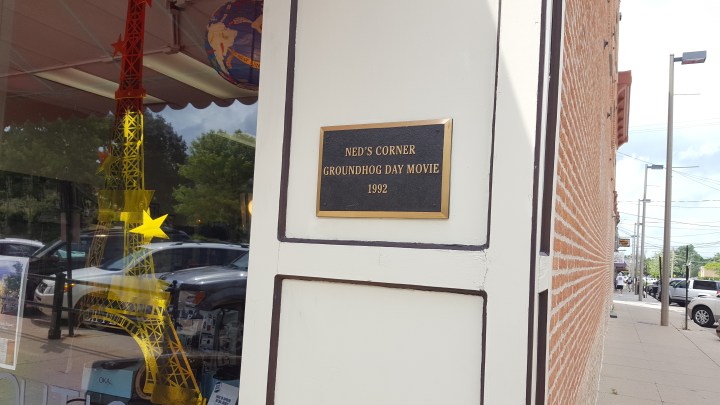 NED'S CORNER
GROUNDHOG DAY MOVIE
1992